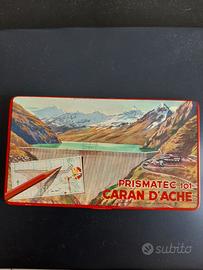 PRISMATEC 101
CARAN D'ACHE
subito